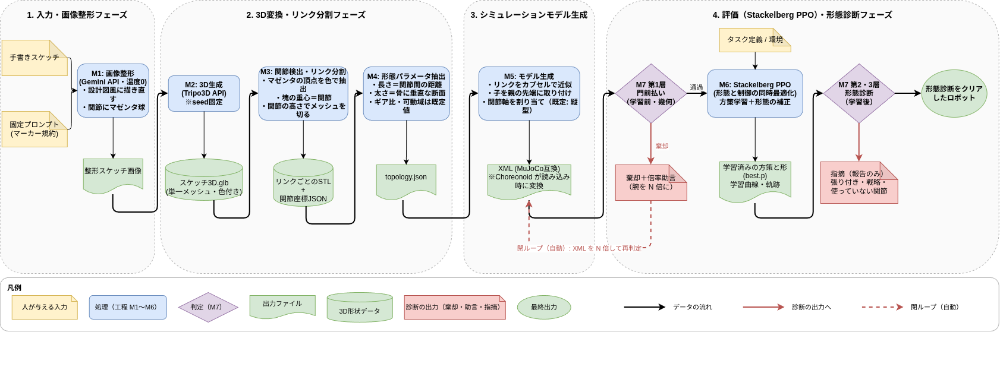 1. 入力・画像整形フェーズ
手書きスケッチ
固定プロンプト
(マーカー規約)
M1: 画像整形
(Gemini API・温度0)
・設計図風に描き直
す
・関節にマゼンタ球
整形スケッチ画像
2. 3D変換・リンク分割フェーズ
M2: 3D生成
(Tripo3D API)
※seed固定
スケッチ3D.glb
(単一メッシュ・色付き)
M3: 関節検出・リンク分割
・マゼンタの頂点を色で抽
出
・塊の重心＝関節
・関節の高さでメッシュを
切る
リンクごとのSTL
+
関節座標JSON
M4: 形態パラメータ抽出
・長さ＝関節間の距離
・太さ＝骨に垂直な断面
・ギア比・可動域は既定
値
topology.json
3. シミュレーションモデル生成
M5: モデル生成
・リンクをカプセルで近似
・子を親の先端に取り付け
・関節軸を割り当て（既定: 縦
型）
XML (MuJoCo互換)
※Choreonoid が読み込み
時に変換
4. 評価（Stackelberg PPO）・形態診断フェーズ
タスク定義 / 環境
M7 第1層
門前払い
（学習前・幾何）
通過
棄却
棄却＋倍率助言
（腕を N 倍に）
閉ループ（自動）: XML を N 倍して再判定
M6: Stackelberg PPO
(形態と制御の同時最適化)
方策学習＋形態の補正
学習済みの方策と形
(best.p)
学習曲線・軌跡
M7 第2・3層
形態診断
（学習後）
指摘（報告のみ）
張り付き・戦略・
使っていない関節
形態診断をクリア
したロボット
凡例
人が与える入力
処理（工程 M1〜M6）
判定（M7）
出力ファイル
3D形状データ
診断の出力（棄却・助言・指摘）
最終出力
データの流れ
診断の出力へ
閉ループ（自動）